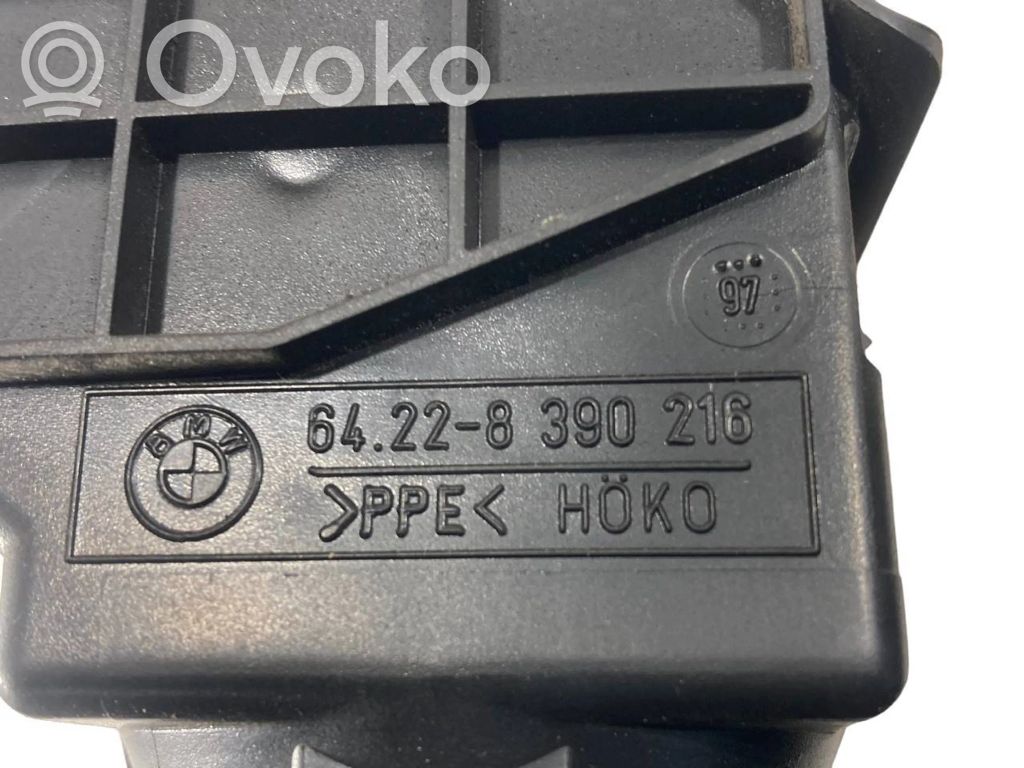 Ovoko
97
BMW
64.22-8 390 216
>PPE< HÖKO